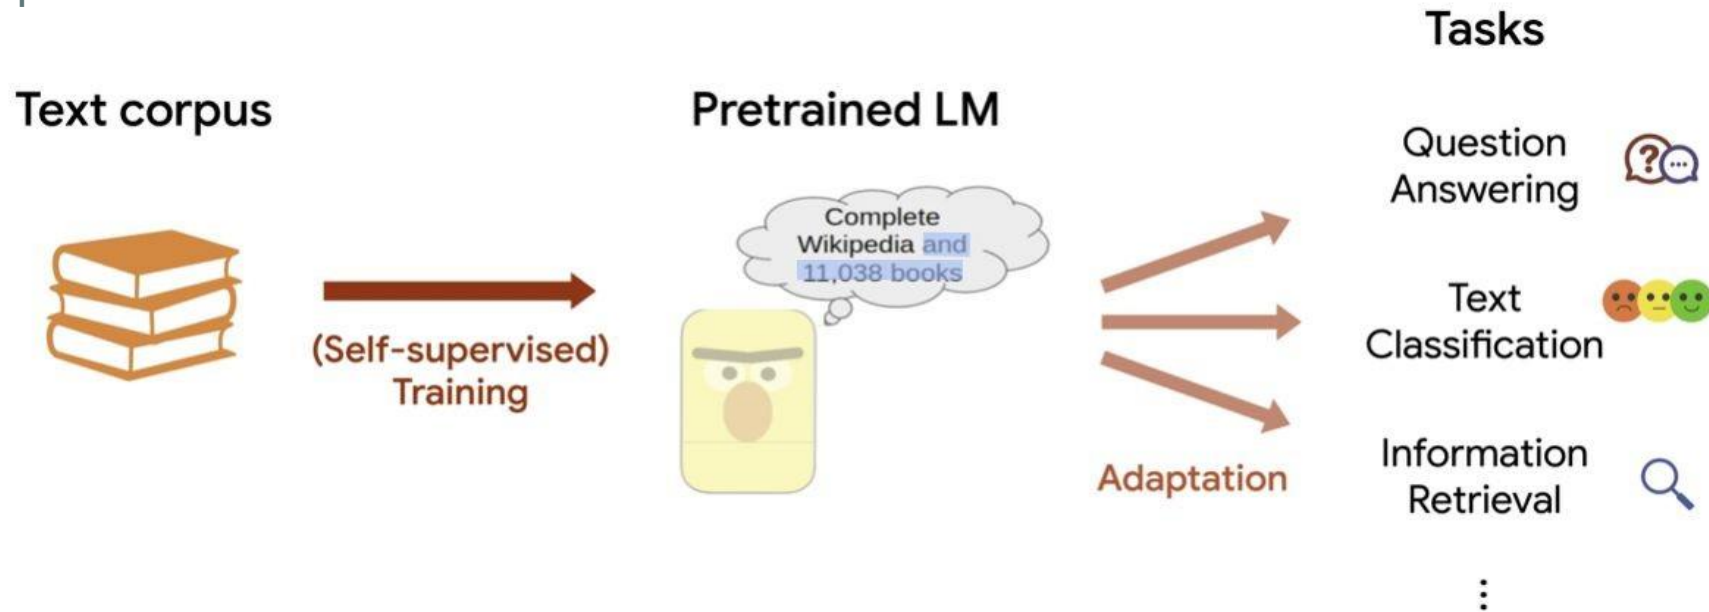 Text corpus
(Self-supervised)
Training
Pretrained LM
Complete
Wikipedia and
11,038 books
Adaptation
Tasks
Question
Answering
?
...
Text
Classification
Information
Retrieval
⋮